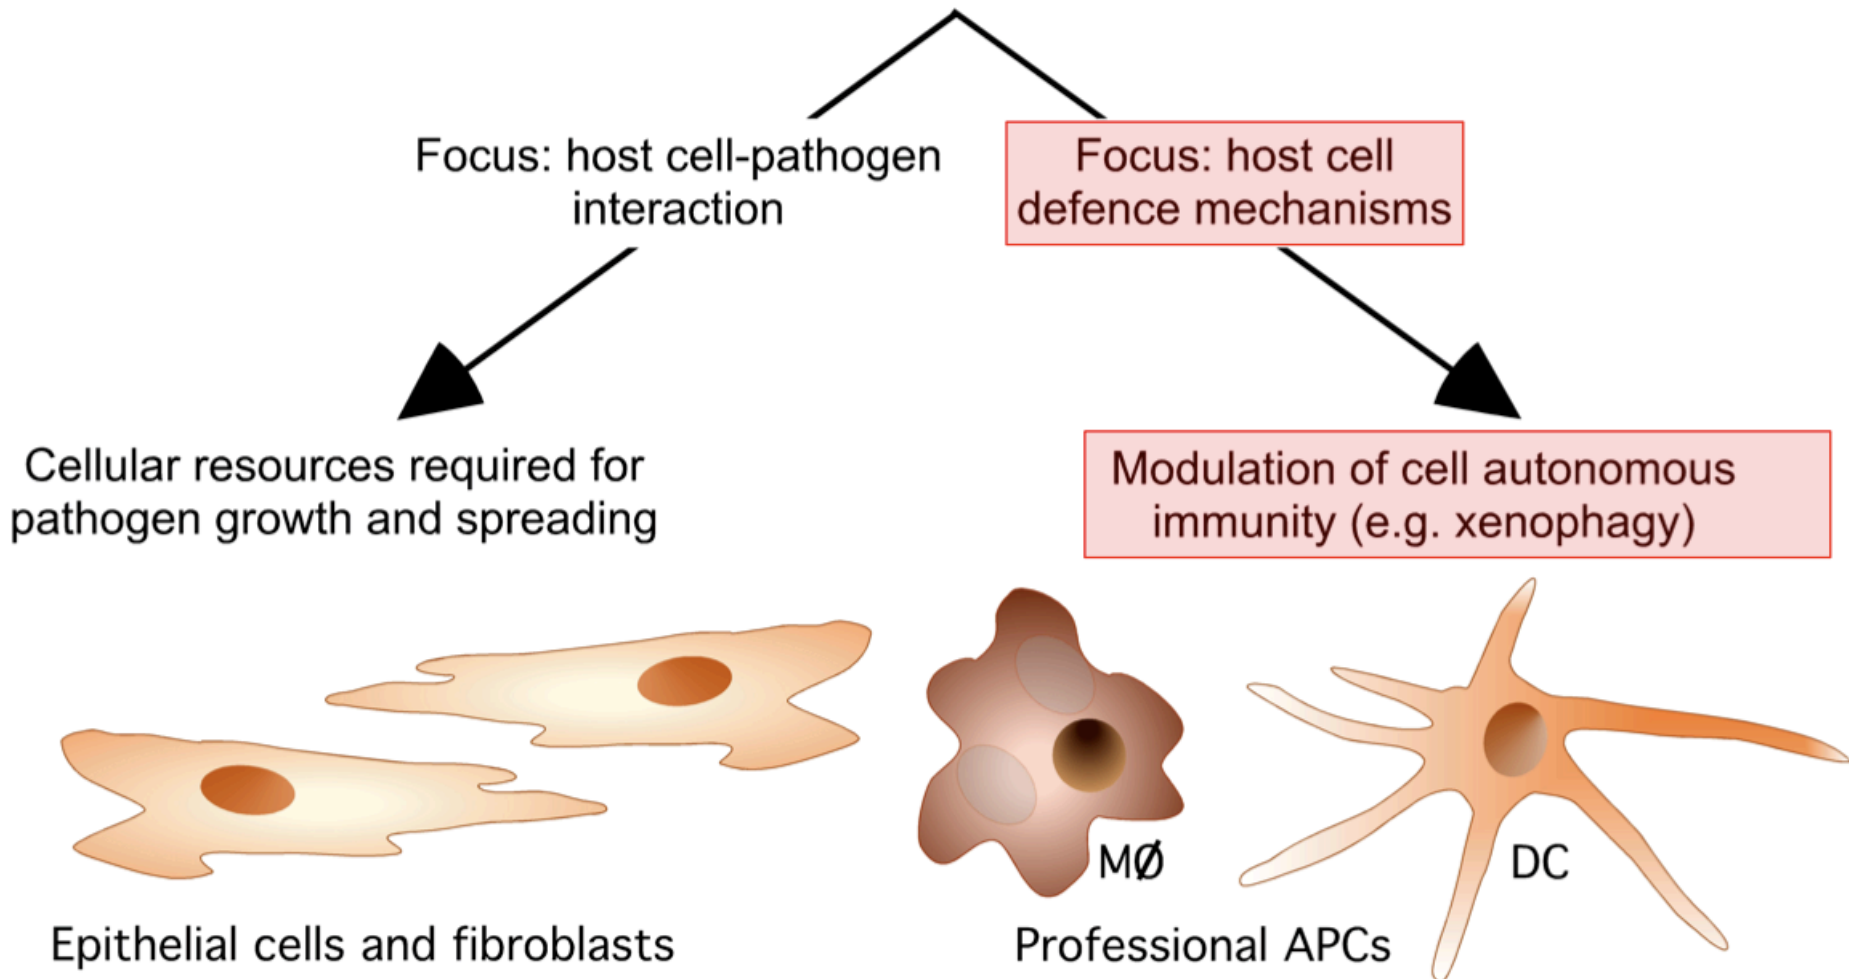 Focus: host cell-pathogen
interaction
Focus: host cell
defence mechanisms
Cellular resources required for
pathogen growth and spreading
Modulation of cell autonomous
immunity (e.g. xenophagy)
MØ
DC
Epithelial cells and fibroblasts
Professional APCs